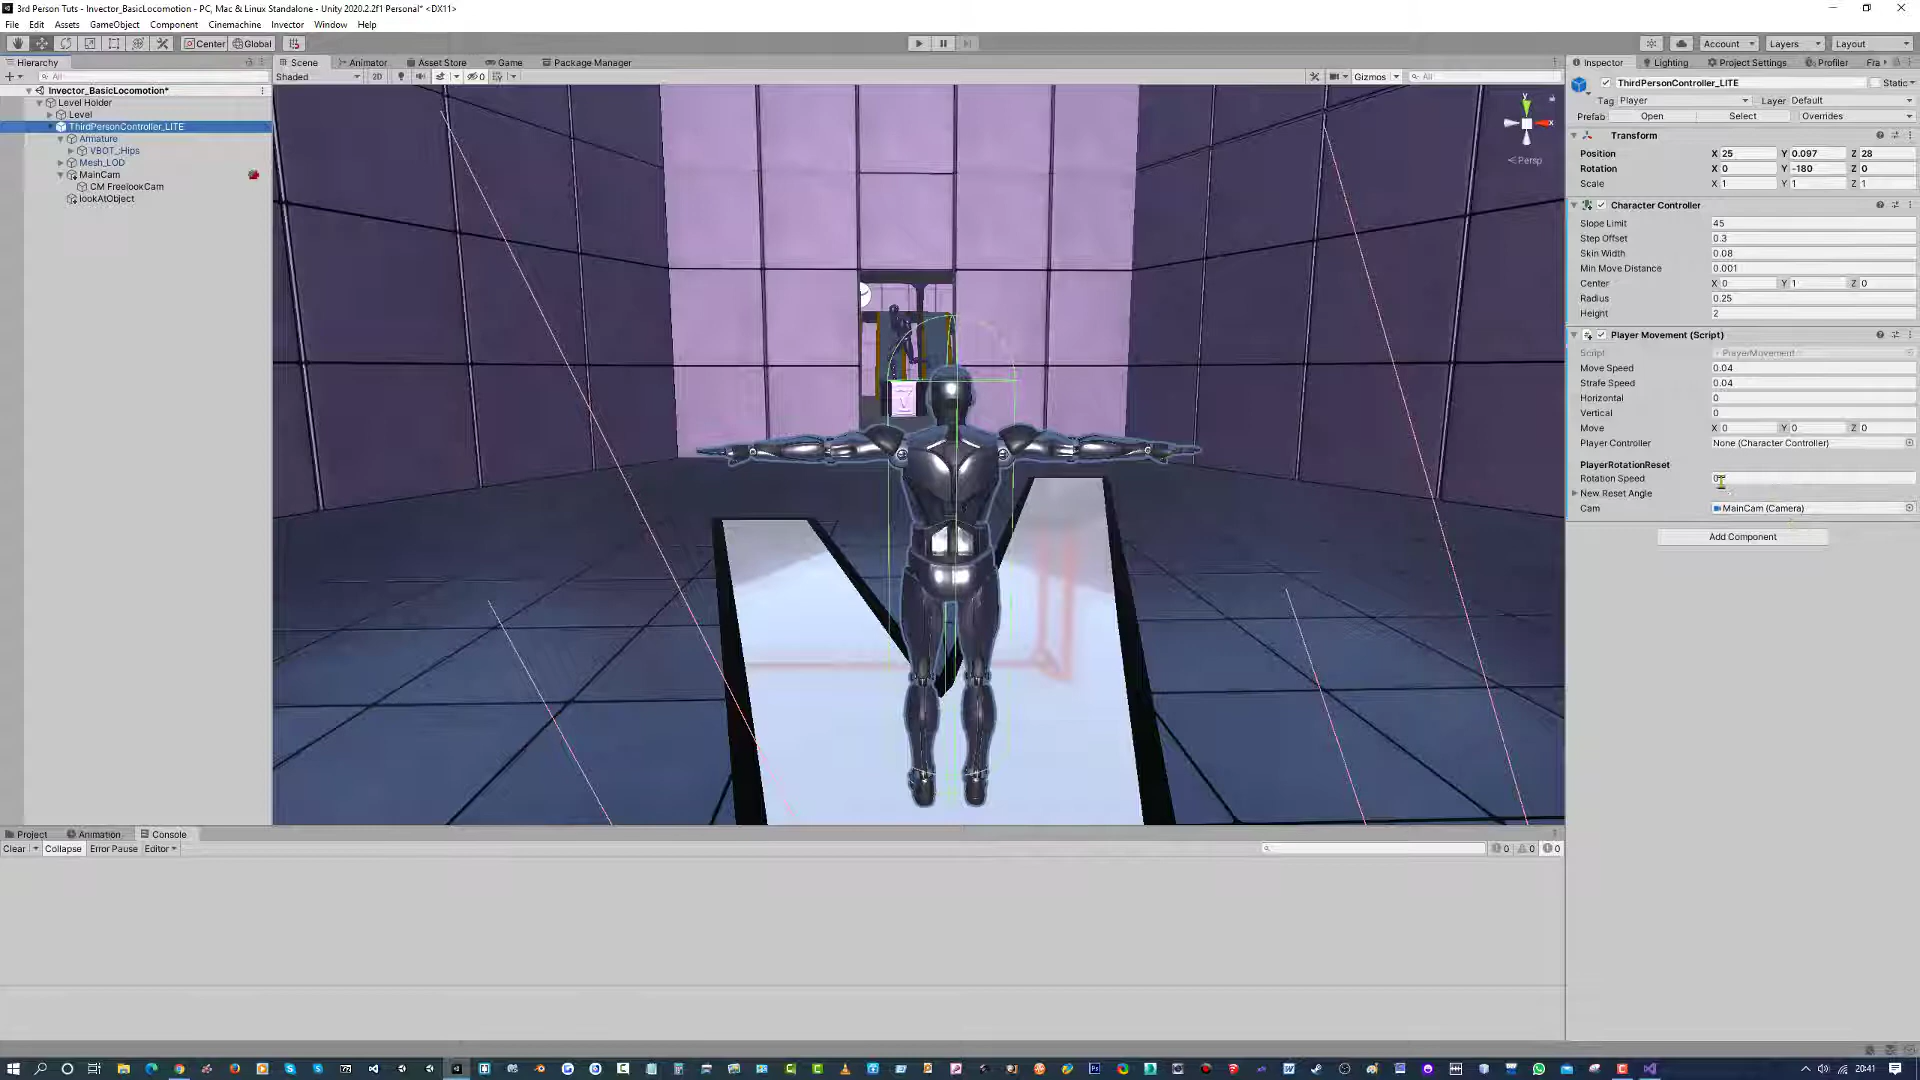 3rd Person Tuts - Invector_BasicLocomotion - PC, Mac & Linux Standalone - Unity 2020.2.2f1 Personal* <DX11>
File Edit Assets GameObject Component Cinemachine Invector Window Help
Center Global Account Layers Layout
Hierarchy
Scene Animator Asset Store Game Package Manager
Inspector Lighting Project Settings Profiler Fra
All
Shaded 2D 0 Gizmos All
ThirdPersonController_LITE Static
Invector_BasicLocomotion*
Tag Player Layer Default
Level Holder
Level
Prefab Open Select Overrides
ThirdPersonController_LITE
Transform
Armature
VBOT_:Hips
Position X 25 Y 0.097 Z 28
Mesh_LOD
Rotation X 0 Y -180 Z 0
MainCam
Scale X 1 Y 1 Z 1
CM FreelookCam
lookAtObject
y
x
Persp
Character Controller
Slope Limit 45
Step Offset 0.3
Skin Width 0.08
Min Move Distance 0.001
Center X 0 Y 1 Z 0
Radius 0.25
Height 2
Player Movement (Script)
Script PlayerMovement
Move Speed 0.04
Strafe Speed 0.04
Horizontal 0
Vertical 0
Move X 0 Y 0 Z 0
Player Controller None (Character Controller)
PlayerRotationReset
Rotation Speed 0
New Reset Angle
Cam MainCam (Camera)
Add Component
Project Animation Console
Clear Collapse Error Pause Editor 0 0 0
20:41